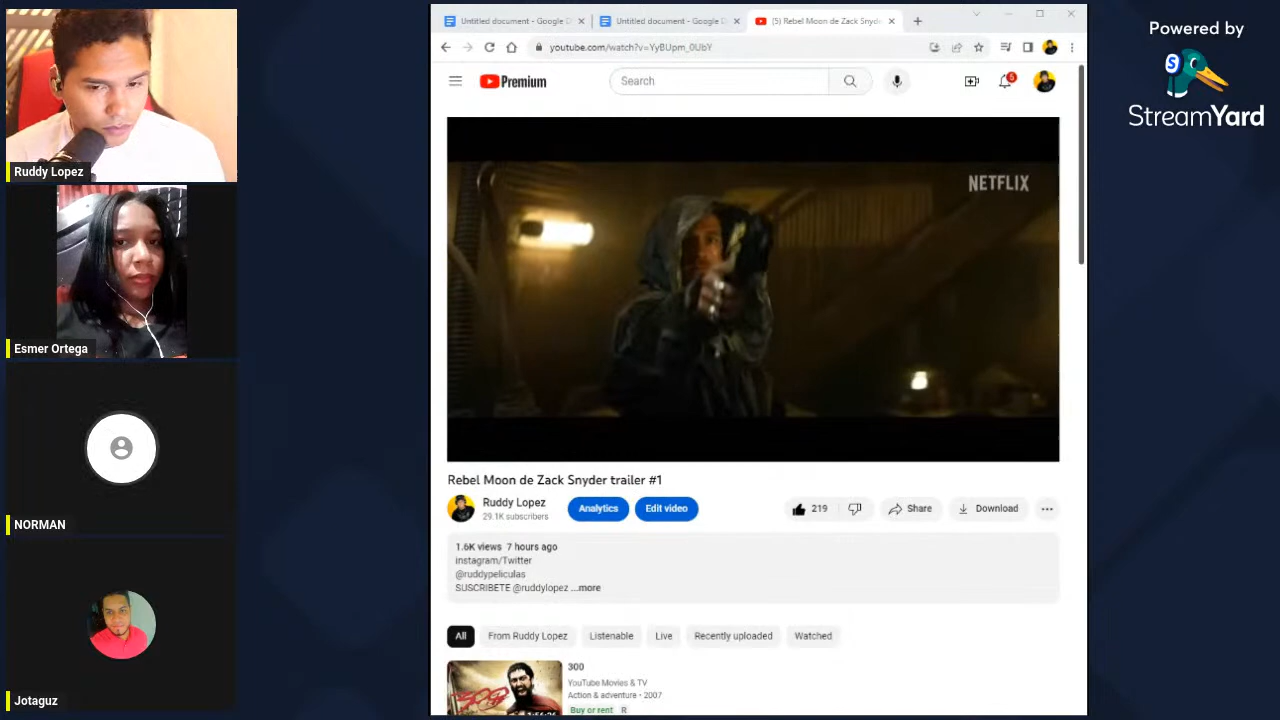 Ruddy Lopez
Esmer Ortega
NORMAN
Jotaguz
Untitled document - Google D
Untitled document - Google D
(5) Rebel Moon de Zack Snyde
youtube.com/watch?v=YyBUpm_0UbY
Premium
Search
5
NETFLIX
Rebel Moon de Zack Snyder trailer #1
Ruddy Lopez
29.1K subscribers
Analytics
Edit video
219
Share
Download
1.6K views 7 hours ago
instagram/Twitter
@ruddypeliculas
SUSCRIBETE @ruddylopez ...more
All
From Ruddy Lopez
Listenable
Live
Recently uploaded
Watched
300
YouTube Movies & TV
Action & adventure • 2007
Buy or rent R
Powered by
S
StreamYard